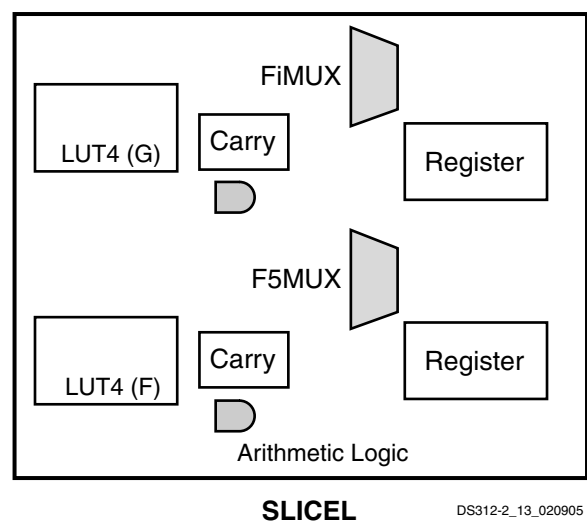 FiMUX
LUT4 (G)
Carry
Register
F5MUX
LUT4 (F)
Carry
Register
Arithmetic Logic
SLICEL
DS312-2_13_020905